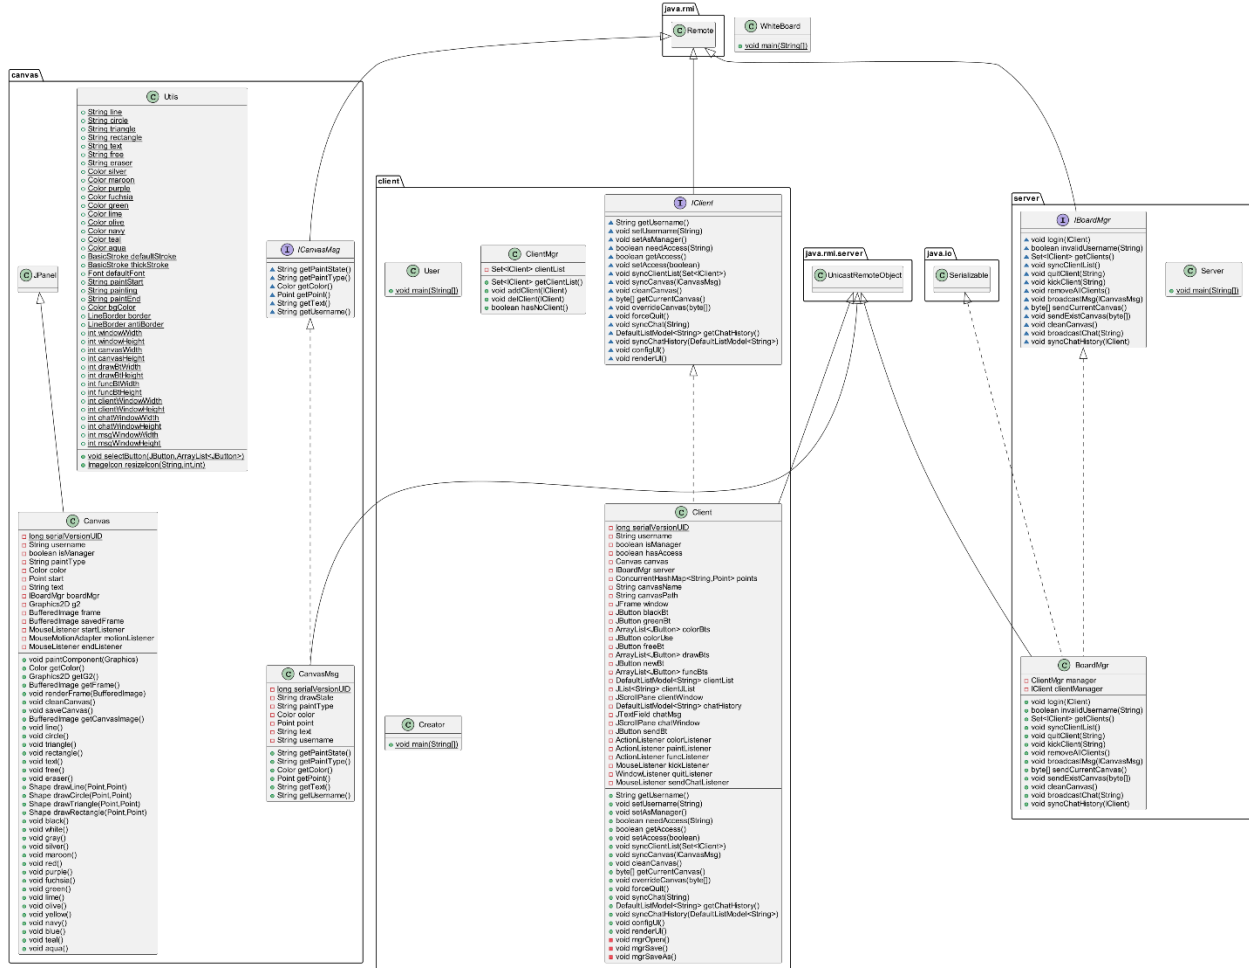 java.rmi
C Remote
C WhiteBoard
void main(String[])
canvas
C Utils
String line
String circle
String triangle
String rectangle
String text
String free
String eraser
Color silver
Color maroon
Color purple
Color fuchsia
Color green
Color lime
Color olive
Color navy
Color teal
Color aqua
BasicStroke defaultStroke
BasicStroke thickStroke
Font defaultFont
String paintStart
String painting
String paintEnd
Color bgColor
LineBorder border
LineBorder antiBorder
int windowWidth
int windowHeight
int canvasWidth
int canvasHeight
int drawBtWidth
int drawBtHeight
int funcBtWidth
int funcBtHeight
int clientWindowWidth
int clientWindowHeight
int chatWindowWidth
int chatWindowHeight
int msgWindowWidth
int msgWindowHeight
void selectButton(JButton,ArrayList<JButton>)
ImageIcon resizeIcon(String,int,int)
C JPanel
I ICanvasMsg
String getPaintState()
String getPaintType()
Color getColor()
Point getPoint()
String getText()
String getUsername()
C Canvas
long serialVersionUID
String username
boolean isManager
String paintType
Color color
Point start
String text
IBoardMgr boardMgr
Graphics2D g2
BufferedImage frame
BufferedImage savedFrame
MouseListener startListener
MouseMotionAdapter motionListener
MouseListener endListener
void paintComponent(Graphics)
Color getColor()
Graphics2D getG2()
BufferedImage getFrame()
void renderFrame(BufferedImage)
void cleanCanvas()
void saveCanvas()
BufferedImage getCanvasImage()
void line()
void circle()
void triangle()
void rectangle()
void text()
void free()
void eraser()
Shape drawLine(Point,Point)
Shape drawCircle(Point,Point)
Shape drawTriangle(Point,Point)
Shape drawRectangle(Point,Point)
void black()
void white()
void gray()
void silver()
void maroon()
void red()
void purple()
void fuchsia()
void green()
void lime()
void olive()
void yellow()
void navy()
void blue()
void teal()
void aqua()
C CanvasMsg
long serialVersionUID
String drawState
String paintType
Color color
Point point
String text
String username
String getPaintState()
String getPaintType()
Color getColor()
Point getPoint()
String getText()
String getUsername()
client
C User
void main(String[])
C ClientMgr
Set<IClient> clientList
Set<IClient> getClientList()
void addClient(IClient)
void delClient(IClient)
boolean hasNoClient()
I IClient
String getUsername()
void setUsername(String)
void setAsManager()
boolean needAccess(String)
boolean getAccess()
void setAccess(boolean)
void syncClientList(Set<IClient>)
void syncCanvas(ICanvasMsg)
void cleanCanvas()
byte[] getCurrentCanvas()
void overrideCanvas(byte[])
void forceQuit()
void syncChat(String)
DefaultListModel<String> getChatHistory()
void syncChatHistory(DefaultListModel<String>)
void configUI()
void renderUI()
C Creator
void main(String[])
C Client
long serialVersionUID
String username
boolean isManager
boolean hasAccess
Canvas canvas
IBoardMgr server
ConcurrentHashMap<String,Point> points
String canvasName
String canvasPath
JFrame window
JButton blackBt
JButton greenBt
ArrayList<JButton> colorBts
JButton colorUse
JButton freeBt
ArrayList<JButton> drawBts
JButton newBt
ArrayList<JButton> funcBts
DefaultListModel<String> clientList
JList<String> clientJList
JScrollPane clientWindow
DefaultListModel<String> chatHistory
JTextField chatMsg
JScrollPane chatWindow
JButton sendBt
ActionListener colorListener
ActionListener paintListener
ActionListener funcListener
MouseListener kickListener
WindowListener quitListener
MouseListener sendChatListener
String getUsername()
void setUsername(String)
void setAsManager()
boolean needAccess(String)
boolean getAccess()
void setAccess(boolean)
void syncClientList(Set<IClient>)
void syncCanvas(ICanvasMsg)
void cleanCanvas()
byte[] getCurrentCanvas()
void overrideCanvas(byte[])
void forceQuit()
void syncChat(String)
DefaultListModel<String> getChatHistory()
void syncChatHistory(DefaultListModel<String>)
void configUI()
void renderUI()
void mgrOpen()
void mgrSave()
void mgrSaveAs()
java.rmi.server
C UnicastRemoteObject
java.io
C Serializable
server
I IBoardMgr
void login(IClient)
boolean invalidUsername(String)
Set<IClient> getClients()
void syncClientList()
void quitClient(String)
void kickClient(String)
void removeAllClients()
void broadcastMsg(ICanvasMsg)
byte[] sendCurrentCanvas()
void sendExistCanvas(byte[])
void cleanCanvas()
void broadcastChat(String)
void syncChatHistory(IClient)
C Server
void main(String[])
C BoardMgr
ClientMgr manager
IClient clientManager
void login(IClient)
boolean invalidUsername(String)
Set<IClient> getClients()
void syncClientList()
void quitClient(String)
void kickClient(String)
void removeAllClients()
void broadcastMsg(ICanvasMsg)
byte[] sendCurrentCanvas()
void sendExistCanvas(byte[])
void cleanCanvas()
void broadcastChat(String)
void syncChatHistory(IClient)